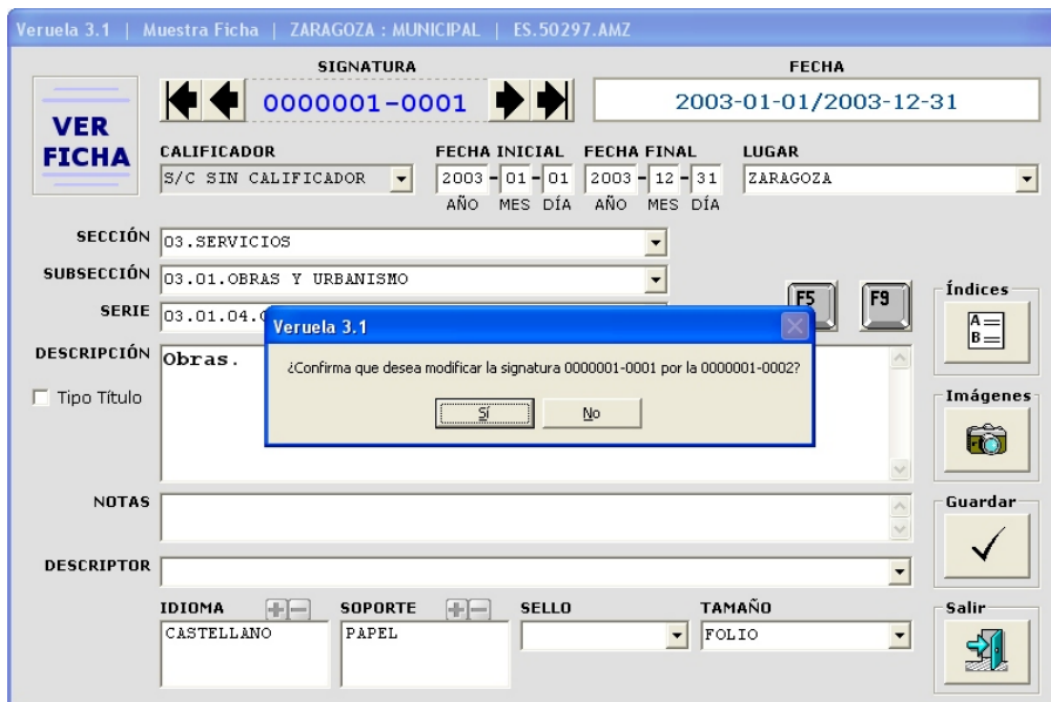 Veruela 3.1 | Muestra Ficha | ZARAGOZA : MUNICIPAL | ES.50297.AMZ
VER
FICHA
SIGNATURA
0000001-0001
FECHA
2003-01-01/2003-12-31
CALIFICADOR
S/C SIN CALIFICADOR
FECHA INICIAL
2003-01-01
AÑO MES DÍA
FECHA FINAL
2003-12-31
AÑO MES DÍA
LUGAR
ZARAGOZA
SECCIÓN
03.SERVICIOS
SUBSECCIÓN
03.01.OBRAS Y URBANISMO
SERIE
03.01.04.
F5
F9
Veruela 3.1
¿Confirma que desea modificar la signatura 0000001-0001 por la 0000001-0002?
Sí
No
DESCRIPCIÓN
Obras.
Tipo Título
NOTAS
DESCRIPTOR
IDIOMA
CASTELLANO
SOPORTE
PAPEL
SELLO
TAMAÑO
FOLIO
Índices
A
B
Imágenes
Guardar
Salir